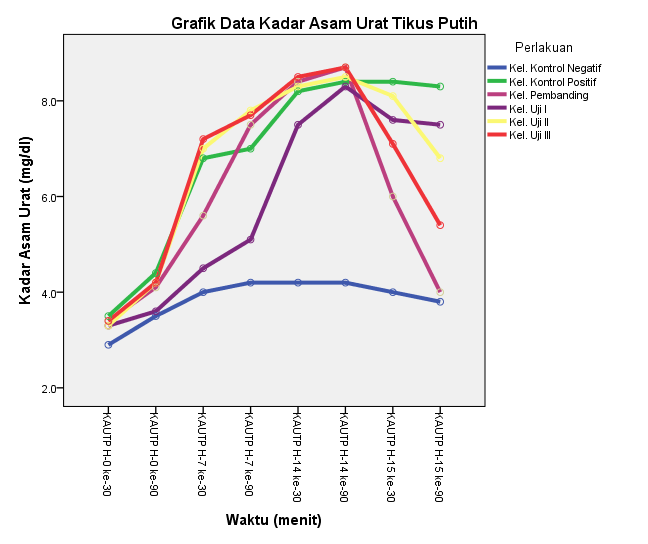 Grafik Data Kadar Asam Urat Tikus Putih
Perlakuan
Kel. Kontrol Negatif
Kel. Kontrol Positif
Kel. Pembanding
Kel. Uji I
Kel. Uji II
Kel. Uji III
Kadar Asam Urat (mg/dl)
8.0
6.0
4.0
2.0
KAUTP H-0 ke-30
KAUTP H-0 ke-90
KAUTP H-7 ke-30
KAUTP H-7 ke-90
KAUTP H-14 ke-30
KAUTP H-14 ke-90
KAUTP H-15 ke-30
KAUTP H-15 ke-90
Waktu (menit)